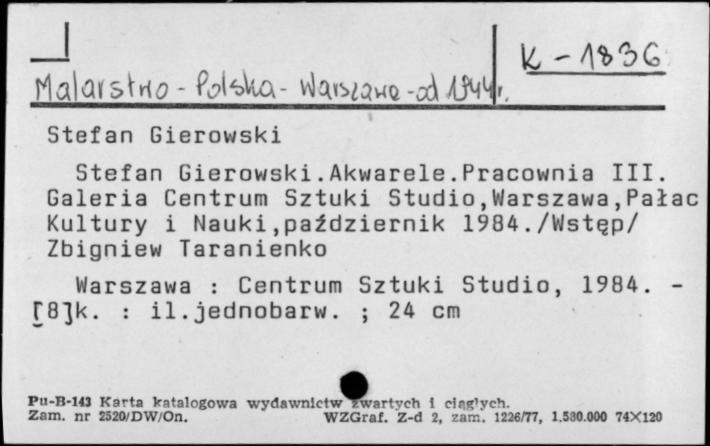 K-1836
Malarstwo - Polska - Warszawa - od 1944r.
Stefan Gierowski
Stefan Gierowski.Akwarele.Pracownia III.
Galeria Centrum Sztuki Studio,Warszawa,Pałac
Kultury i Nauki,październik 1984./Wstęp/
Zbigniew Taranienko
Warszawa : Centrum Sztuki Studio, 1984. -
[8]k. : il.jednobarw. ; 24 cm
Pu-B-143 Karta katalogowa wydawnictw zwartych i ciągłych.
Zam. nr 2520/DW/On. WZGraf. Z-d 2, zam. 1226/77, 1.580.000 74X120